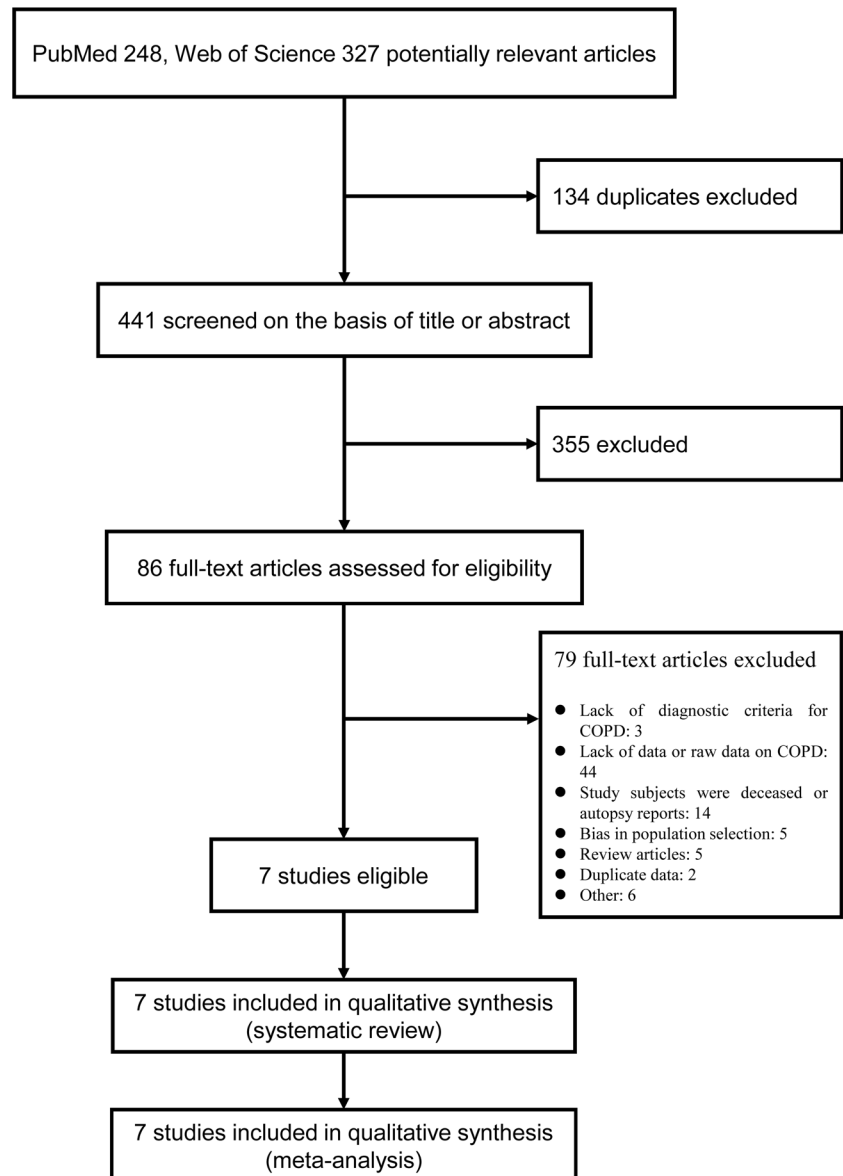 PubMed 248, Web of Science 327 potentially relevant articles
134 duplicates excluded
441 screened on the basis of title or abstract
355 excluded
86 full-text articles assessed for eligibility
79 full-text articles excluded
● Lack of diagnostic criteria for
COPD: 3
● Lack of data or raw data on COPD:
44
● Study subjects were deceased or
autopsy reports: 14
● Bias in population selection: 5
● Review articles: 5
● Duplicate data: 2
● Other: 6
7 studies eligible
7 studies included in qualitative synthesis
(systematic review)
7 studies included in qualitative synthesis
(meta-analysis)